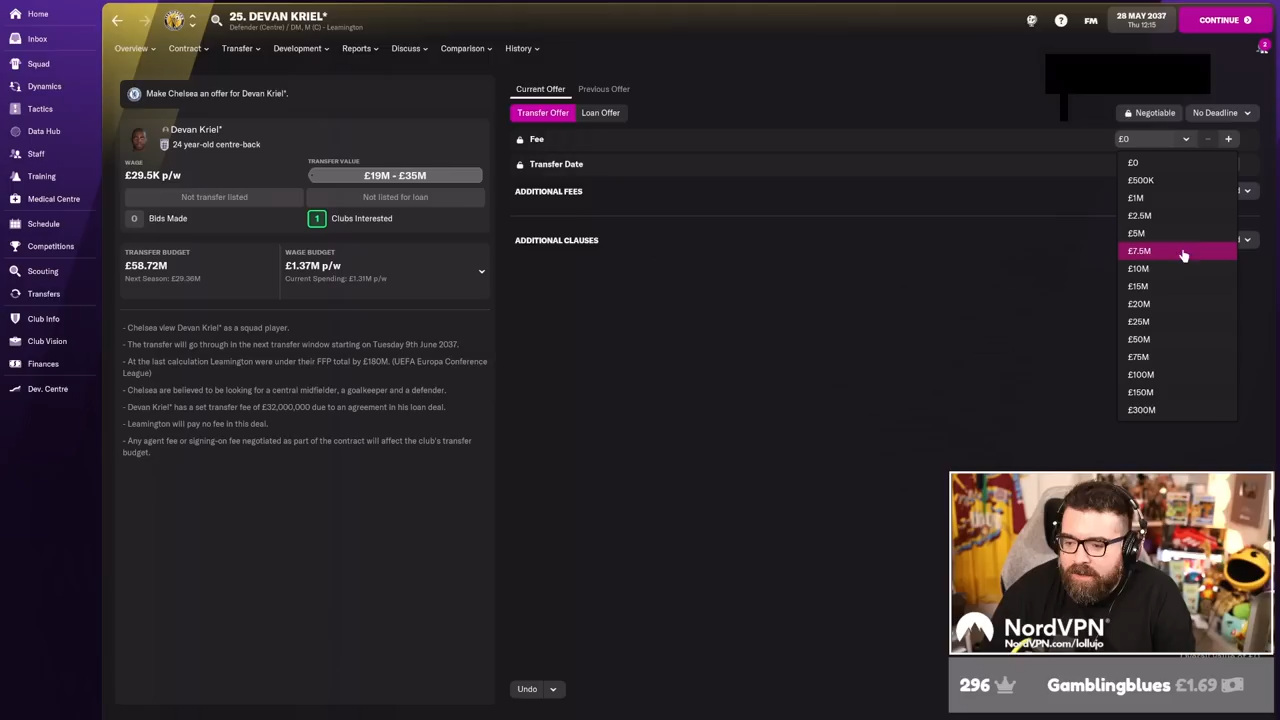 25. DEVAN KRIEL*
Defender (Centre) / DM, M (C) - Leamington
FM
28 MAY 2037
Thu 12:15
CONTINUE
2
Home
Inbox
Squad
Dynamics
Tactics
Data Hub
Staff
Training
Medical Centre
Schedule
Competitions
Scouting
Transfers
Club Info
Club Vision
Finances
Dev. Centre
Overview
Contract
Transfer
Development
Reports
Discuss
Comparison
History
Make Chelsea an offer for Devan Kriel*.
Devan Kriel*
24 year-old centre-back
WAGE
£29.5K p/w
TRANSFER VALUE
£19M - £35M
Not transfer listed
Not listed for loan
0 Bids Made
1 Clubs Interested
TRANSFER BUDGET
£58.72M
Next Season: £29.36M
WAGE BUDGET
£1.37M p/w
Current Spending: £1.31M p/w
- Chelsea view Devan Kriel* as a squad player.
- The transfer will go through in the next transfer window starting on Tuesday 9th June 2037.
- At the last calculation Leamington were under their FFP total by £180M. (UEFA Europa Conference
League)
- Chelsea are believed to be looking for a central midfielder, a goalkeeper and a defender.
- Devan Kriel* has a set transfer fee of £32,000,000 due to an agreement in his loan deal.
- Leamington will pay no fee in this deal.
- Any agent fee or signing-on fee negotiated as part of the contract will affect the club's transfer
budget.
Current Offer
Previous Offer
Transfer Offer
Loan Offer
Negotiable
No Deadline
Fee
£0
Transfer Date
ADDITIONAL FEES
ADDITIONAL CLAUSES
£0
£500K
£1M
£2.5M
£5M
£7.5M
£10M
£15M
£20M
£25M
£50M
£75M
£100M
£150M
£300M
Undo
NordVPN®
NordVPN.com/lollujo
296
Gamblingblues £1.69